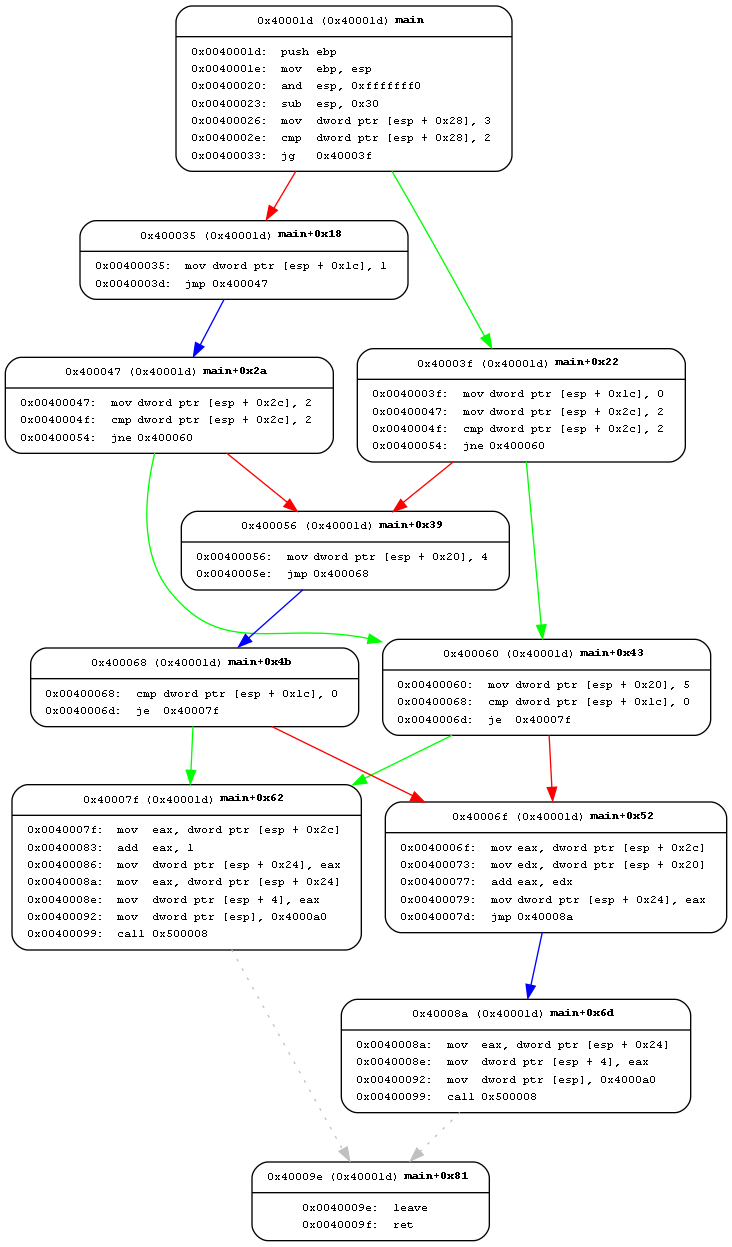 0x40001d (0x40001d) main
0x0040001d: push ebp
0x0040001e: mov ebp, esp
0x00400020: and esp, 0xfffffff0
0x00400023: sub esp, 0x30
0x00400026: mov dword ptr [esp + 0x28], 3
0x0040002e: cmp dword ptr [esp + 0x28], 2
0x00400033: jg 0x40003f
0x400035 (0x40001d) main+0x18
0x00400035: mov dword ptr [esp + 0x1c], 1
0x0040003d: jmp 0x400047
0x400047 (0x40001d) main+0x2a
0x00400047: mov dword ptr [esp + 0x2c], 2
0x0040004f: cmp dword ptr [esp + 0x2c], 2
0x00400054: jne 0x400060
0x40003f (0x40001d) main+0x22
0x0040003f: mov dword ptr [esp + 0x1c], 0
0x00400047: mov dword ptr [esp + 0x2c], 2
0x0040004f: cmp dword ptr [esp + 0x2c], 2
0x00400054: jne 0x400060
0x400056 (0x40001d) main+0x39
0x00400056: mov dword ptr [esp + 0x20], 4
0x0040005e: jmp 0x400068
0x400068 (0x40001d) main+0x4b
0x00400068: cmp dword ptr [esp + 0x1c], 0
0x0040006d: je 0x40007f
0x400060 (0x40001d) main+0x43
0x00400060: mov dword ptr [esp + 0x20], 5
0x00400068: cmp dword ptr [esp + 0x1c], 0
0x0040006d: je 0x40007f
0x40007f (0x40001d) main+0x62
0x0040007f: mov eax, dword ptr [esp + 0x2c]
0x00400083: add eax, 1
0x00400086: mov dword ptr [esp + 0x24], eax
0x0040008a: mov eax, dword ptr [esp + 0x24]
0x0040008e: mov dword ptr [esp + 4], eax
0x00400092: mov dword ptr [esp], 0x4000a0
0x00400099: call 0x500008
0x40006f (0x40001d) main+0x52
0x0040006f: mov eax, dword ptr [esp + 0x2c]
0x00400073: mov edx, dword ptr [esp + 0x20]
0x00400077: add eax, edx
0x00400079: mov dword ptr [esp + 0x24], eax
0x0040007d: jmp 0x40008a
0x40008a (0x40001d) main+0x6d
0x0040008a: mov eax, dword ptr [esp + 0x24]
0x0040008e: mov dword ptr [esp + 4], eax
0x00400092: mov dword ptr [esp], 0x4000a0
0x00400099: call 0x500008
0x40009e (0x40001d) main+0x81
0x0040009e: leave
0x0040009f: ret